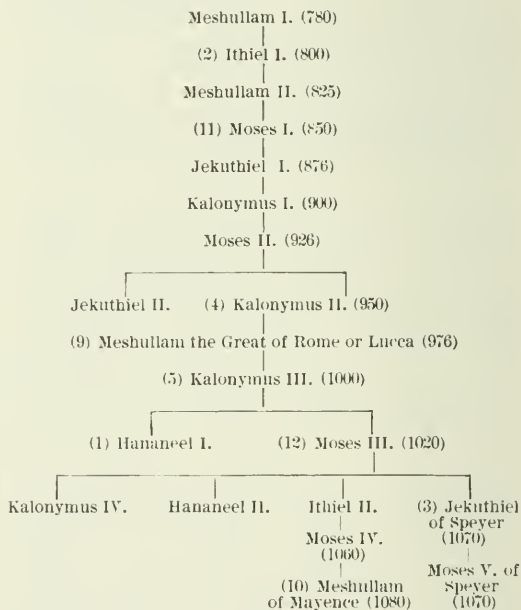 Meshullam I. (780)
(2) Ithiel I. (800)
Meshullam II. (825)
(11) Moses I. (850)
Jekuthiel I. (876)
Kalonymus I. (900)
Moses II. (926)
Jekuthiel II. (4) Kalonymus II. (950)
(9) Meshullam the Great of Rome or Lucca (976)
(5) Kalonymus III. (1000)
(1) Hananeel I. (12) Moses III. (1020)
Kalonymus IV. Hananeel II. Ithiel II. (3) Jekuthiel
of Speyer
Moses IV. (1070)
(1060)
Moses V. of
(10) Meshullam Speyer
of Mayence (1080) (1070)